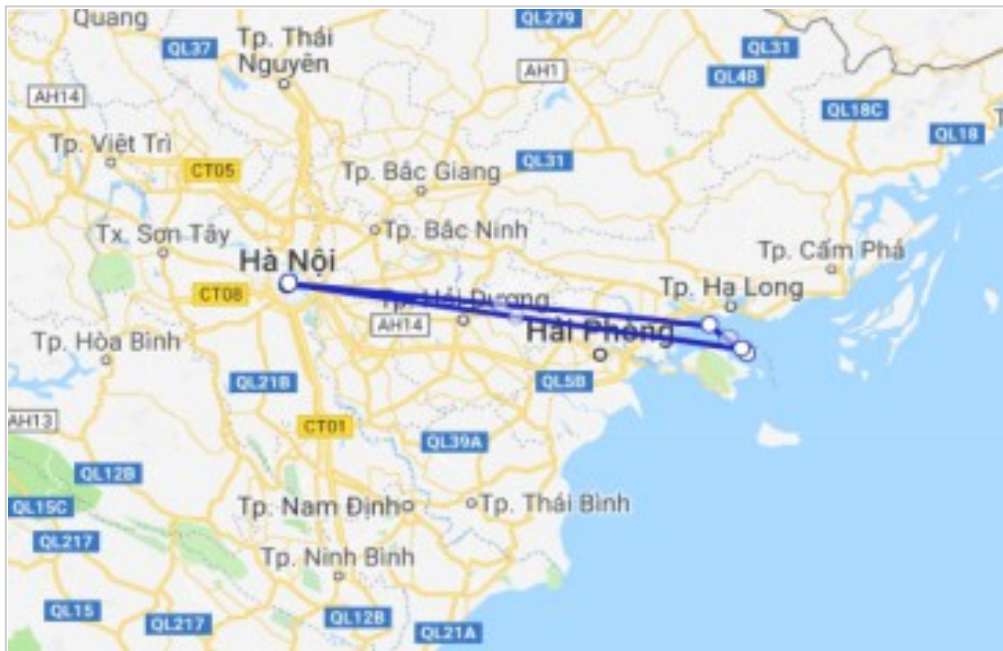 Quang
QL37
Tp. Thái
Nguyên
QL279
AH1
QL31
QL4B
QL18C
QL18
AH14
Tp. Việt Trì
CT05
QL31
Tp. Bắc Giang
Tx. Sơn Tây
Tp. Bắc Ninh
Hà Nội
Tp. Cẩm Phả
CT08
Tp. Hải Dương
Tp. Hạ Long
AH14
Hải Phòng
Tp. Hòa Bình
QL21B
QL5B
AH13
CT01
QL39A
QL12B
QL15C
Tp. Nam Định
Tp. Thái Bình
QL217
Tp. Ninh Bình
QL15
QL217
QL12B
QL21A